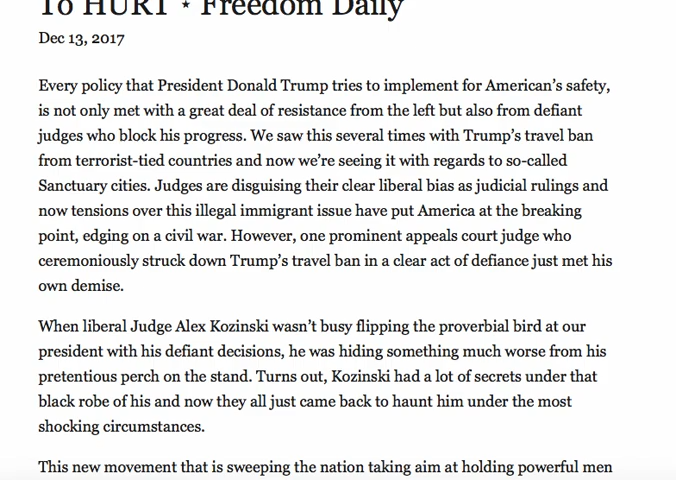 To HURT ⋆ Freedom Daily
Dec 13, 2017
Every policy that President Donald Trump tries to implement for American's safety,
is not only met with a great deal of resistance from the left but also from defiant
judges who block his progress. We saw this several times with Trump's travel ban
from terrorist-tied countries and now we're seeing it with regards to so-called
Sanctuary cities. Judges are disguising their clear liberal bias as judicial rulings and
now tensions over this illegal immigrant issue have put America at the breaking
point, edging on a civil war. However, one prominent appeals court judge who
ceremoniously struck down Trump's travel ban in a clear act of defiance just met his
own demise.
When liberal Judge Alex Kozinski wasn't busy flipping the proverbial bird at our
president with his defiant decisions, he was hiding something much worse from his
pretentious perch on the stand. Turns out, Kozinski had a lot of secrets under that
black robe of his and now they all just came back to haunt him under the most
shocking circumstances.
This new movement that is sweeping the nation taking aim at holding powerful men